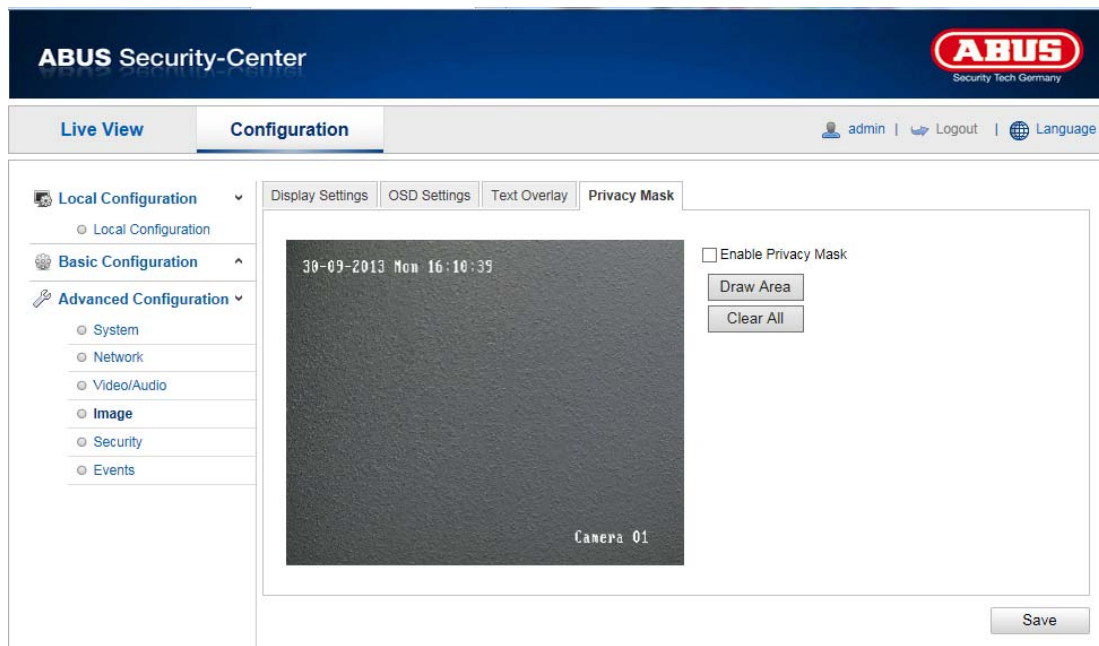 ABUS Security-Center
ABUS
Security Tech Germany
Live View
Configuration
admin | Logout | Language
Local Configuration
Local Configuration
Basic Configuration
Advanced Configuration
System
Network
Video/Audio
Image
Security
Events
Display Settings
OSD Settings
Text Overlay
Privacy Mask
30-09-2013 Mon 16:10:39
Camera 01
Enable Privacy Mask
Draw Area
Clear All
Save